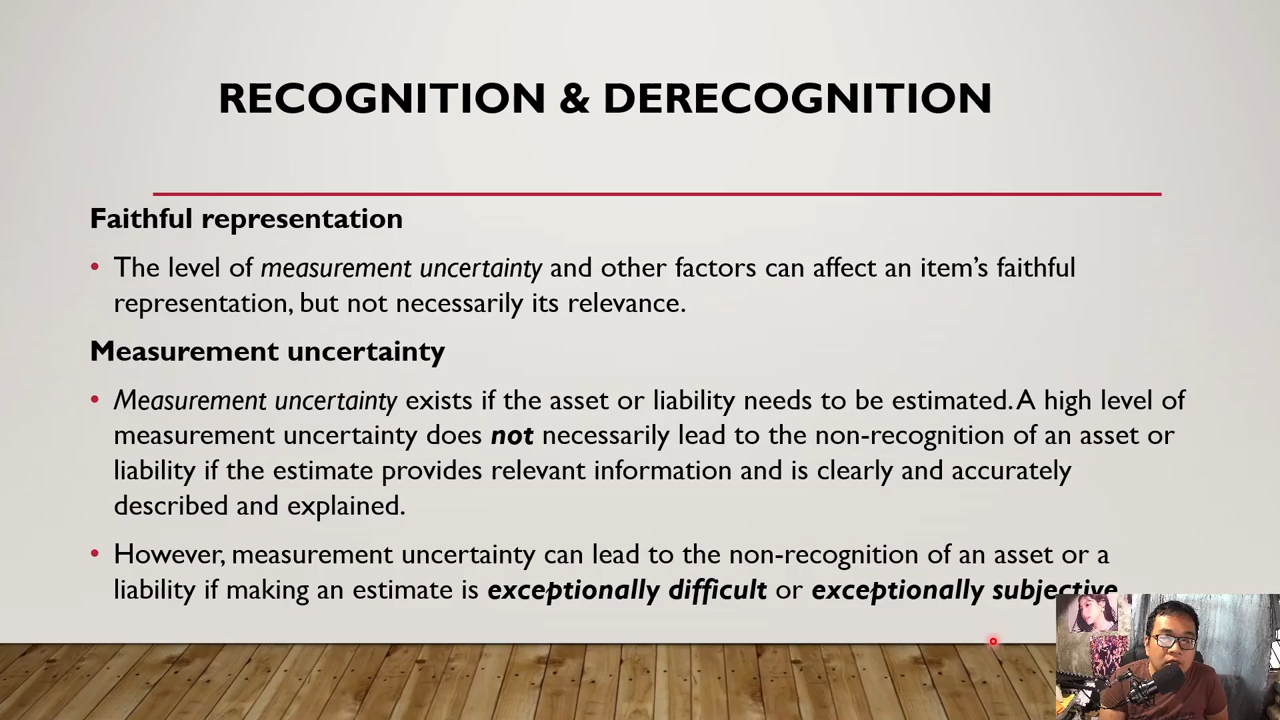 RECOGNITION & DERECOGNITION
Faithful representation
• The level of measurement uncertainty and other factors can affect an item's faithful
representation, but not necessarily its relevance.
Measurement uncertainty
• Measurement uncertainty exists if the asset or liability needs to be estimated. A high level of
measurement uncertainty does not necessarily lead to the non-recognition of an asset or
liability if the estimate provides relevant information and is clearly and accurately
described and explained.
• However, measurement uncertainty can lead to the non-recognition of an asset or a
liability if making an estimate is exceptionally difficult or exceptionally subjective.